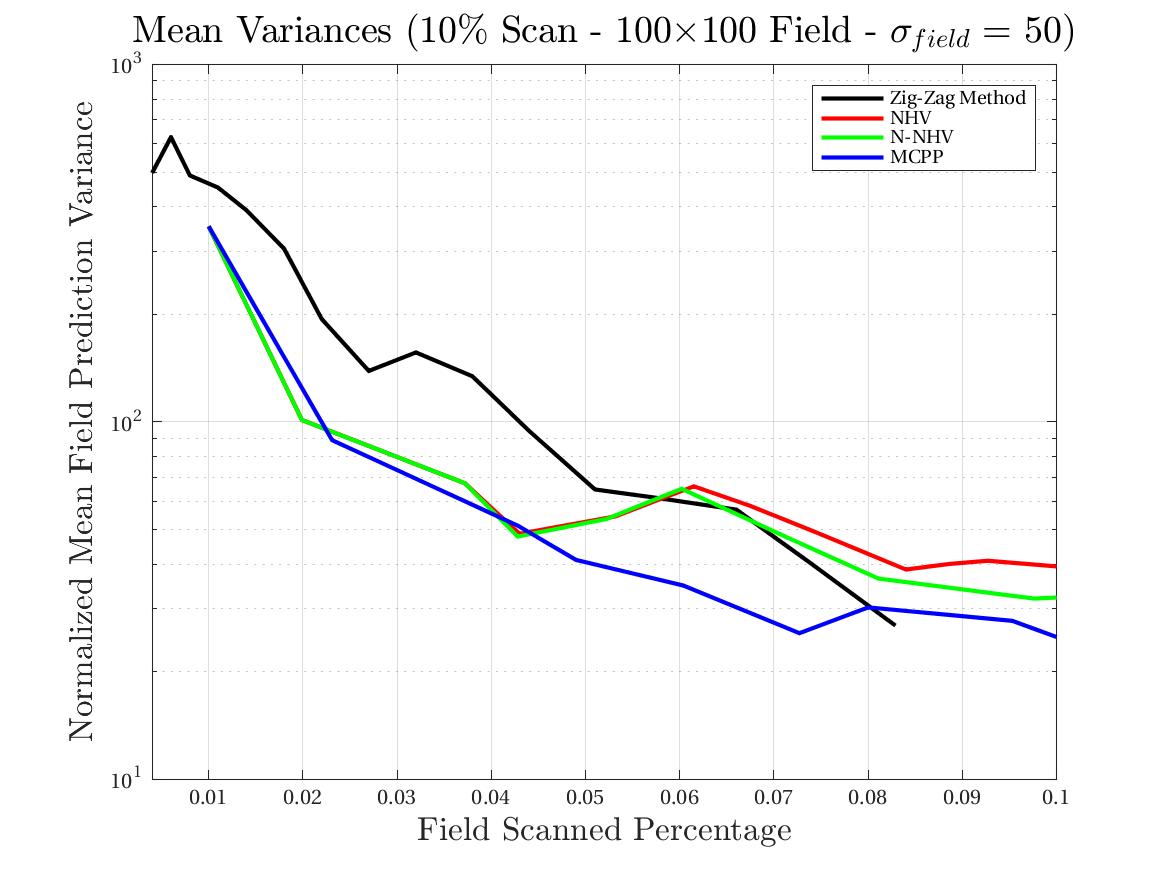 Mean Variances (10% Scan - 100×100 Field - σ_field = 50)
Normalized Mean Field Prediction Variance
10^3
10^2
10^1
Zig-Zag Method
NHV
N-NHV
MCPP
0.01 0.02 0.03 0.04 0.05 0.06 0.07 0.08 0.09 0.1
Field Scanned Percentage